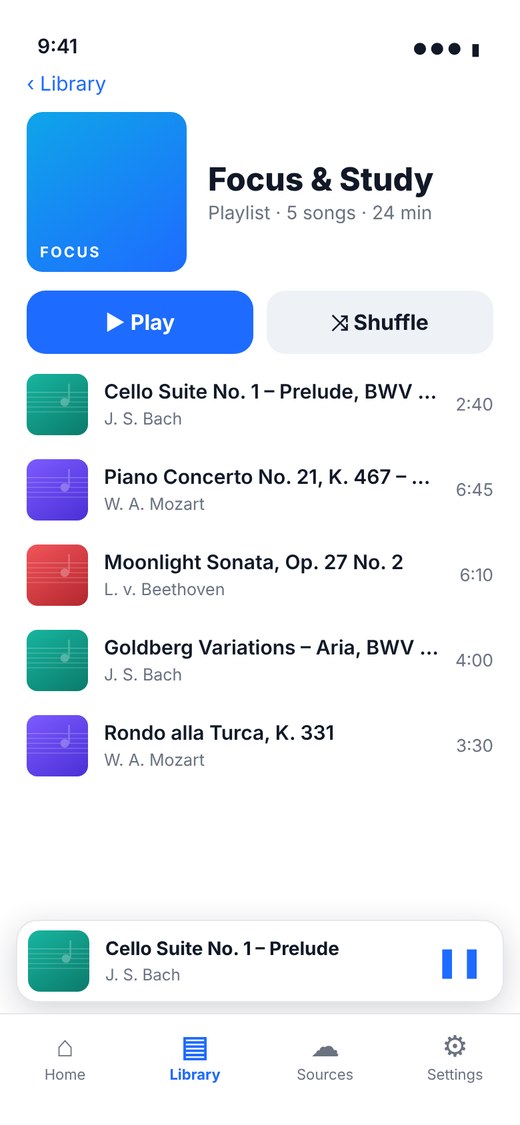 9:41
‹ Library
FOCUS
Focus & Study
Playlist · 5 songs · 24 min
▶ Play
Shuffle
Cello Suite No. 1 – Prelude, BWV ...
J. S. Bach
2:40
Piano Concerto No. 21, K. 467 – ...
W. A. Mozart
6:45
Moonlight Sonata, Op. 27 No. 2
L. v. Beethoven
6:10
Goldberg Variations – Aria, BWV ...
J. S. Bach
4:00
Rondo alla Turca, K. 331
W. A. Mozart
3:30
Cello Suite No. 1 – Prelude
J. S. Bach
Home
Library
Sources
Settings